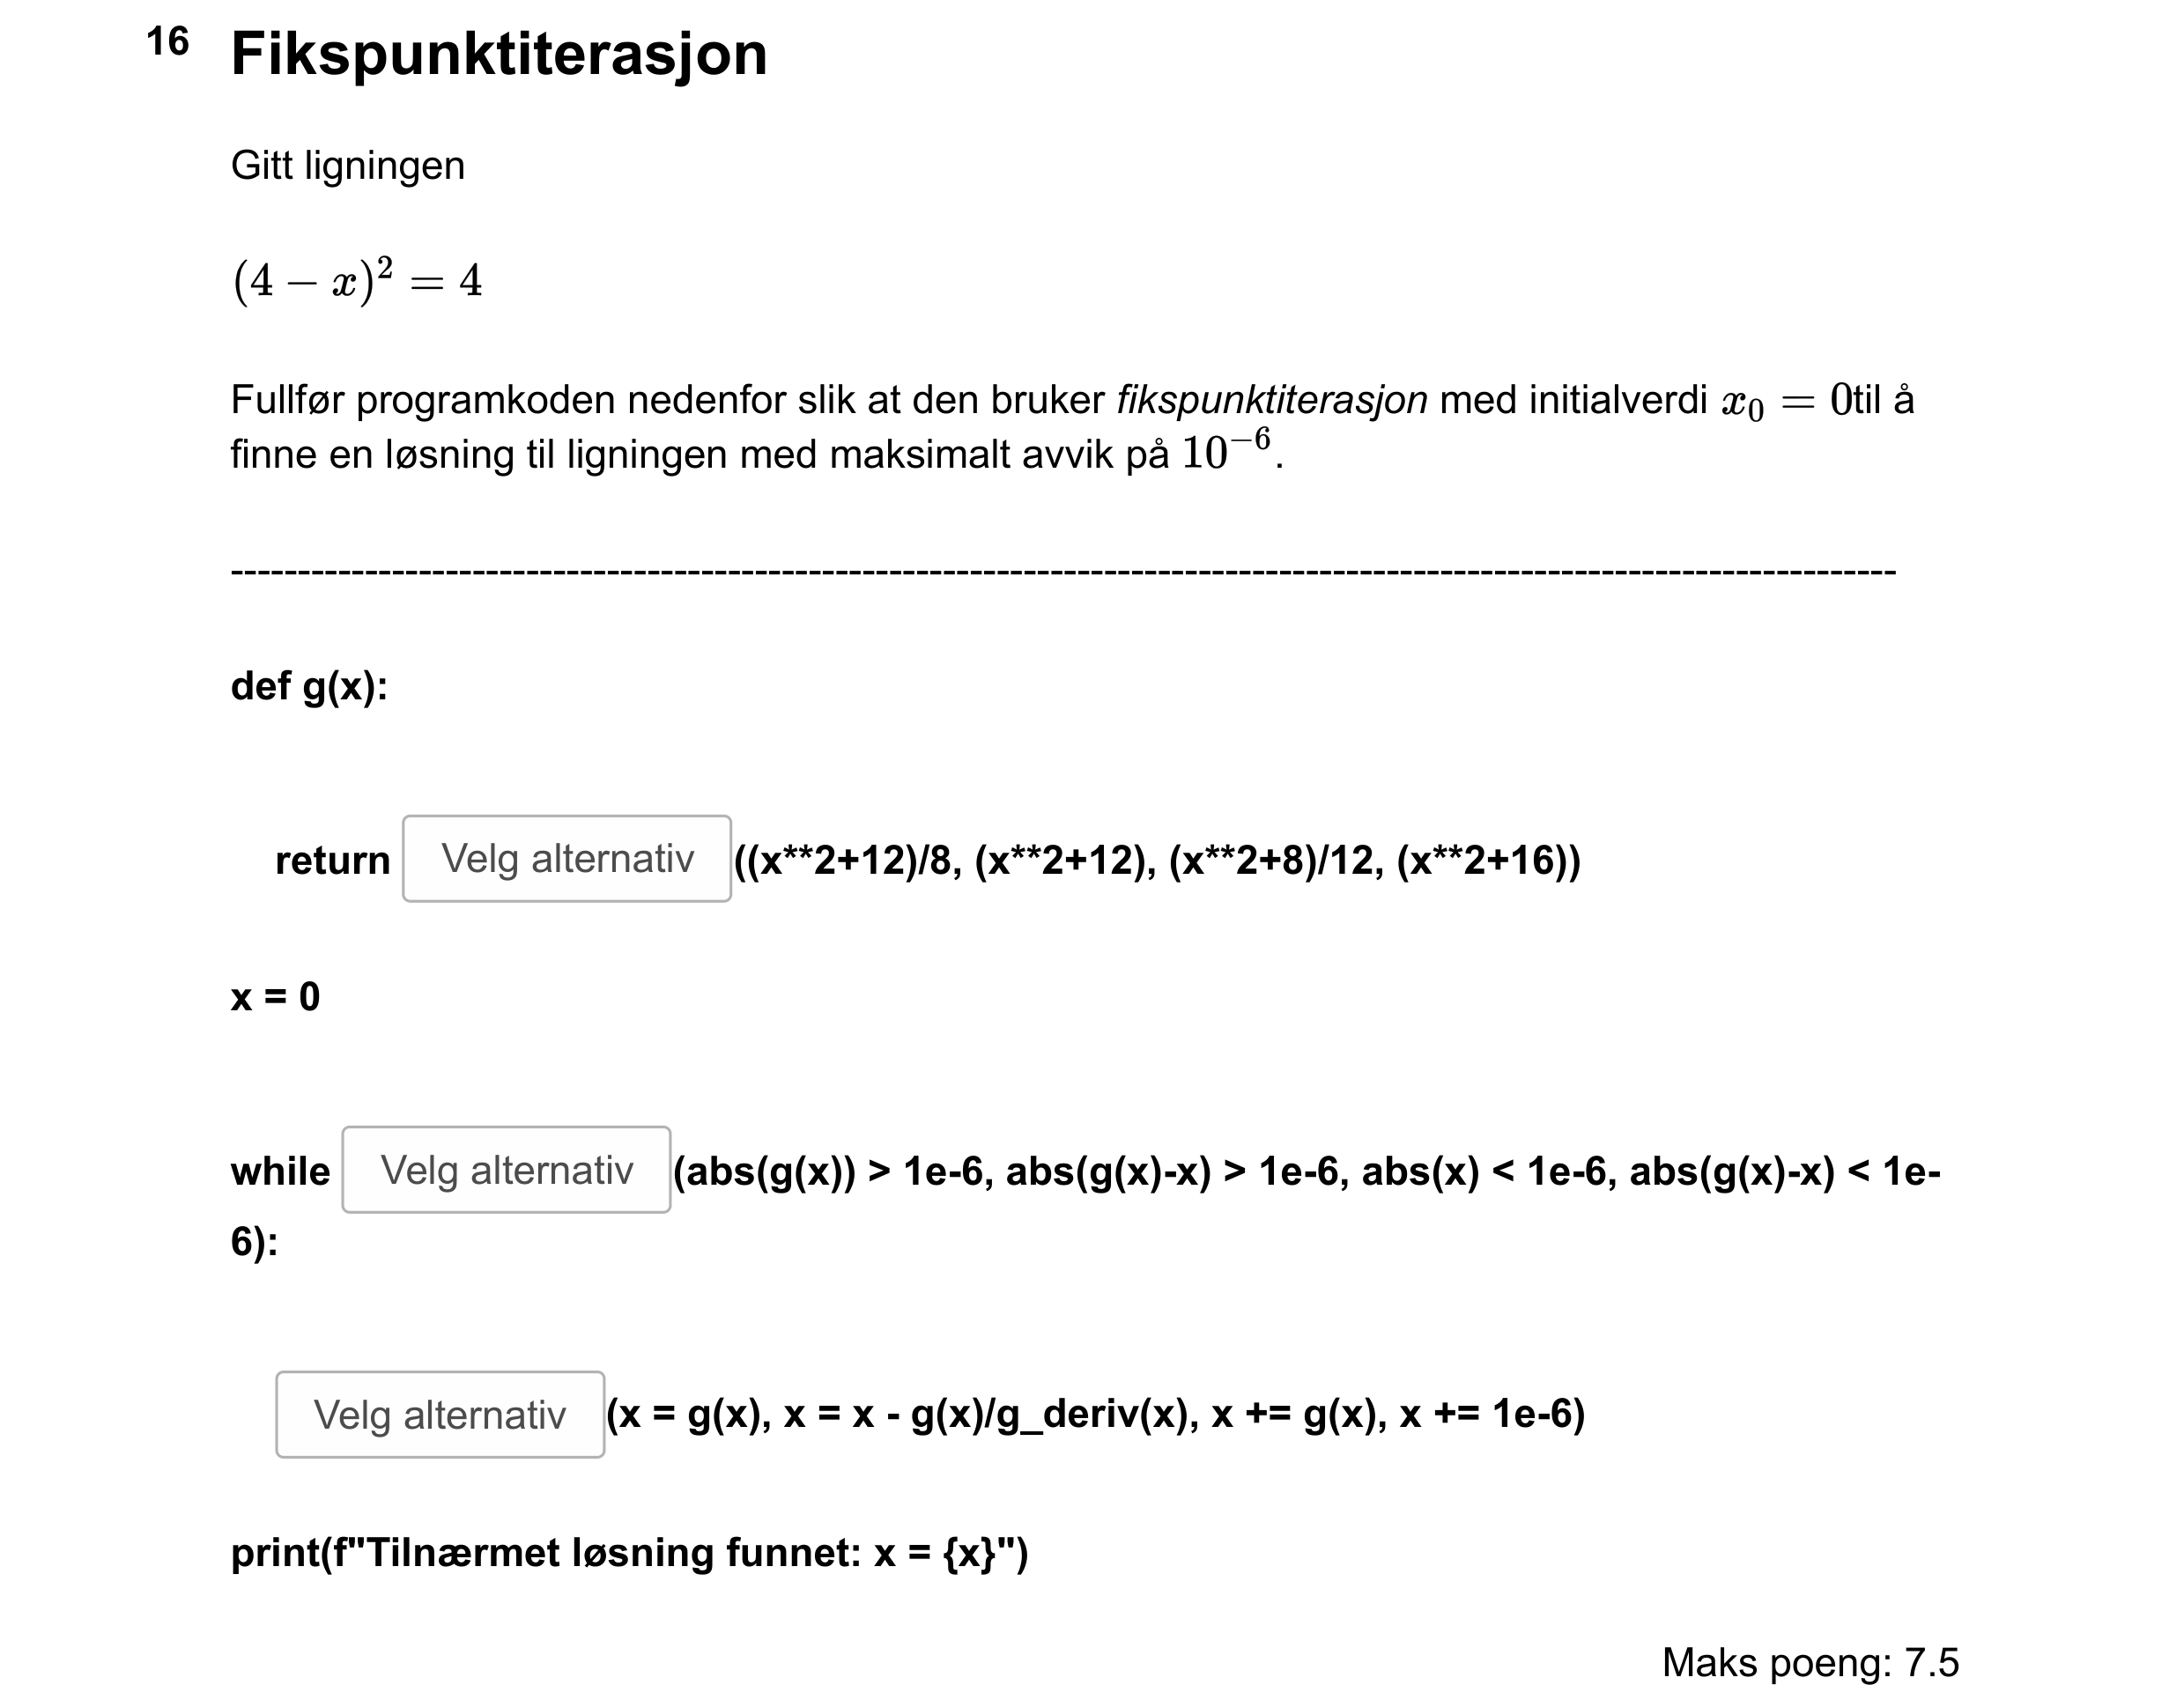 16 Fikspunktiterasjon
Gitt ligningen
(4 − x)² = 4
Fullfør programkoden nedenfor slik at den bruker fikspunktiterasjon med initialverdi x₀ = 0til å
finne en løsning til ligningen med maksimalt avvik på 10⁻⁶.
--------------------------------------------------------------------------------------------------------------------------------
def g(x):
return Velg alternativ ((x**2+12)/8, (x**2+12), (x**2+8)/12, (x**2+16))
x = 0
while Velg alternativ (abs(g(x)) > 1e-6, abs(g(x)-x) > 1e-6, abs(x) < 1e-6, abs(g(x)-x) < 1e-
6):
Velg alternativ (x = g(x), x = x - g(x)/g_deriv(x), x += g(x), x += 1e-6)
print(f"Tilnærmet løsning funnet: x = {x}")
Maks poeng: 7.5